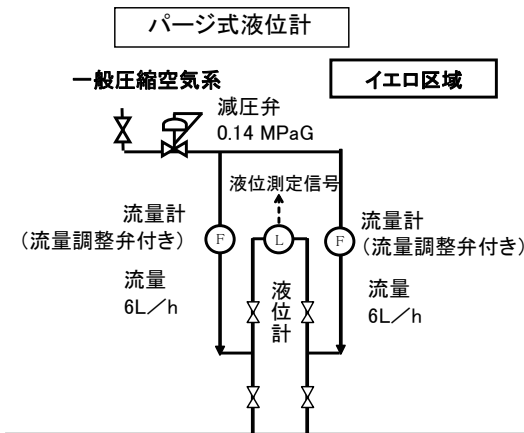 パージ式液位計
一般圧縮空気系
イエロ区域
減圧弁
0.14 MPaG
液位測定信号
流量計
(流量調整弁付き)
F
L
F
流量計
(流量調整弁付き)
流量
6L/h
液位計
流量
6L/h